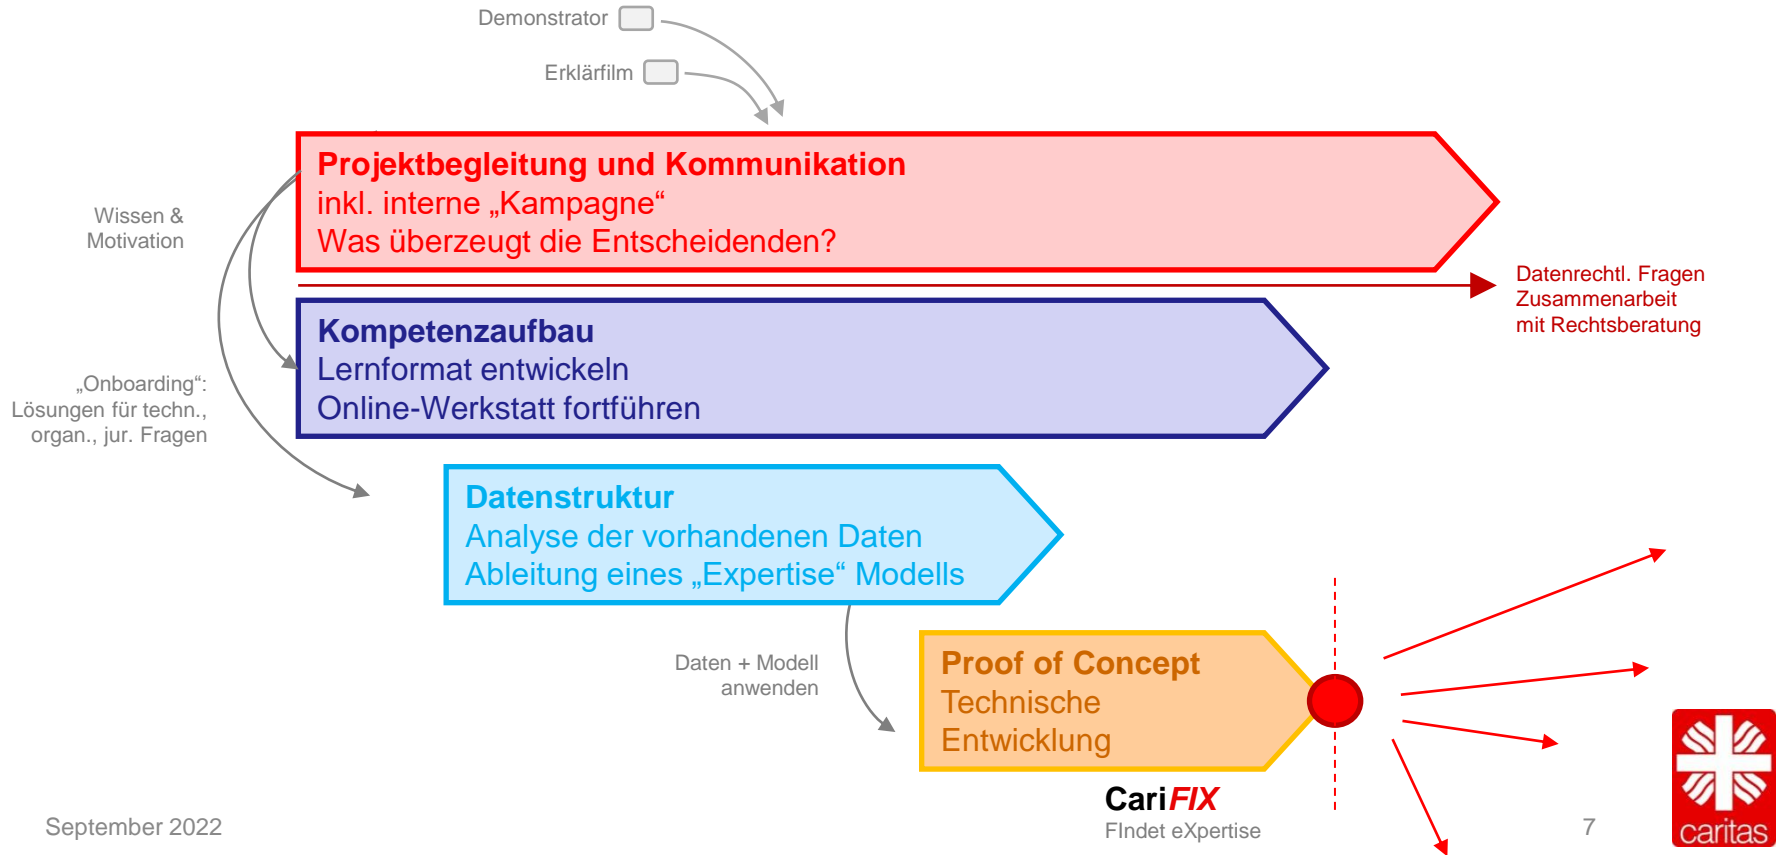 Demonstrator
Erklärfilm
Projektbegleitung und Kommunikation
inkl. interne „Kampagne“
Was überzeugt die Entscheidenden?
Wissen &
Motivation
Datenrechtl. Fragen
Zusammenarbeit
mit Rechtsberatung
Kompetenzaufbau
Lernformat entwickeln
Online-Werkstatt fortführen
„Onboarding“:
Lösungen für techn.,
organ., jur. Fragen
Datenstruktur
Analyse der vorhandenen Daten
Ableitung eines „Expertise“ Modells
Daten + Modell
anwenden
Proof of Concept
Technische
Entwicklung
CariFIX
FIndet eXpertise
September 2022
7
caritas